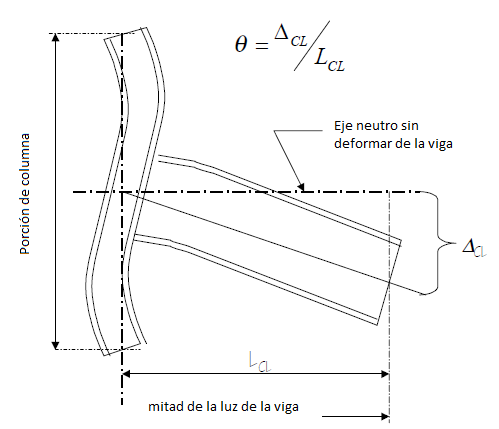 θ = Δ_CL / L_CL
Eje neutro sin
deformar de la viga
Porción de columna
Δ_CL
L_CL
mitad de la luz de la viga